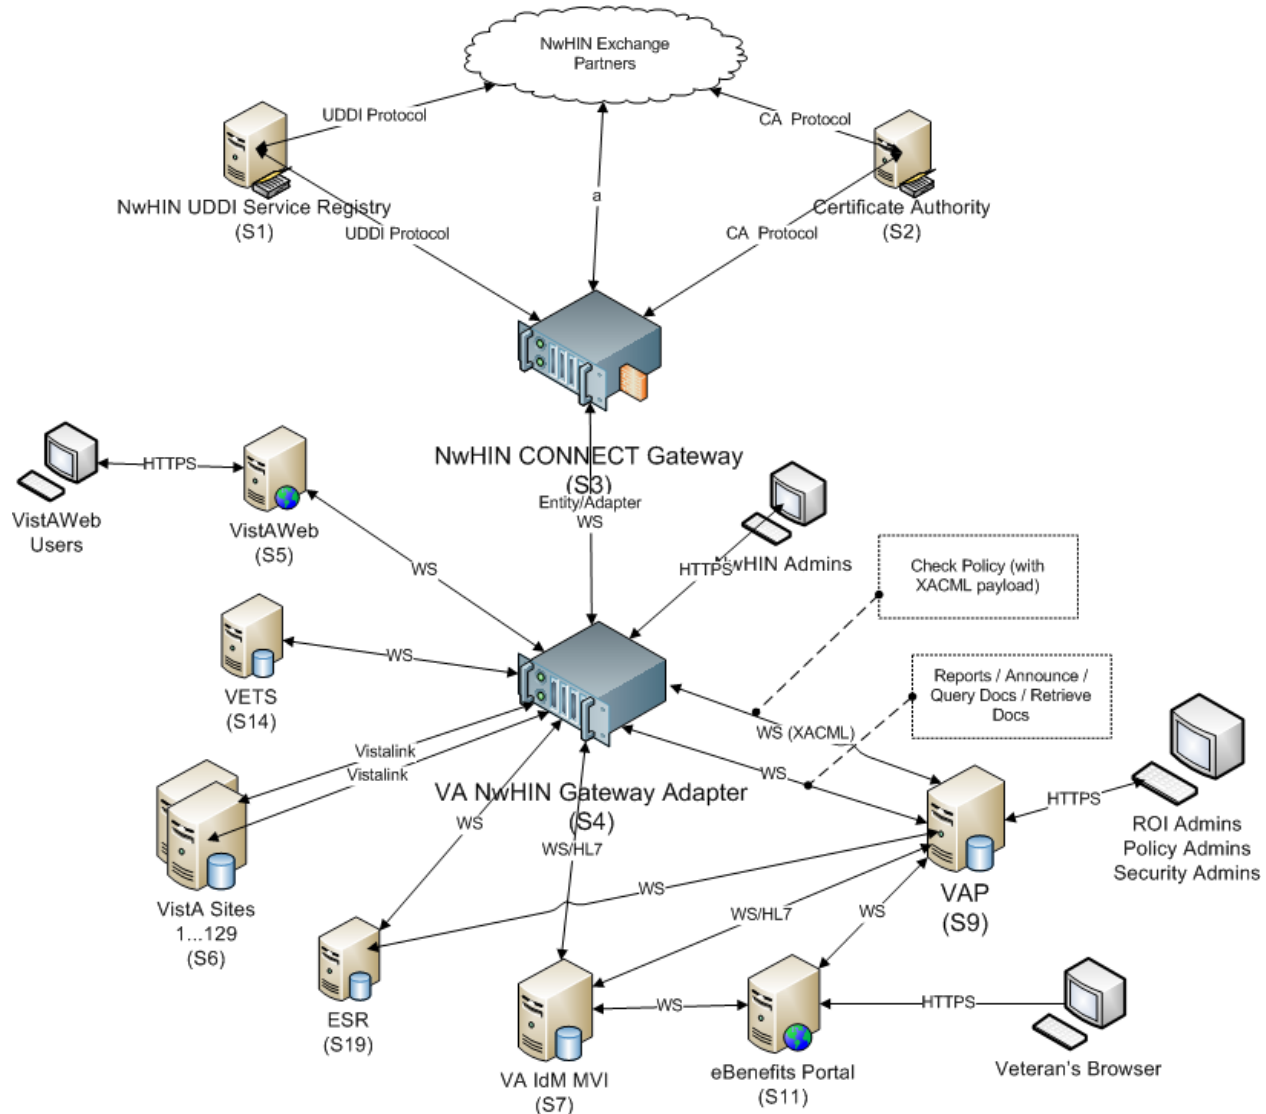 NwHIN Exchange
Partners
UDDI Protocol
CA Protocol
NwHIN UDDI Service Registry
(S1)
a
Certificate Authority
(S2)
UDDI Protocol
CA Protocol
NwHIN CONNECT Gateway
(S3)
Entity/Adapter
WS
HTTPS
VistAWeb
Users
VistAWeb
(S5)
WS
NwHIN Admins
HTTPS
Check Policy (with
XACML payload)
VETS
(S14)
WS
Reports / Announce /
Query Docs / Retrieve
Docs
WS (XACML)
WS
Vistalink
Vistalink
VA NwHIN Gateway Adapter
(S4)
WS
WS/HL7
HTTPS
ROI Admins
Policy Admins
Security Admins
VAP
(S9)
VistA Sites
1...129
(S6)
WS
WS/HL7
WS
ESR
(S19)
WS
HTTPS
VA IdM MVI
(S7)
eBenefits Portal
(S11)
Veteran's Browser